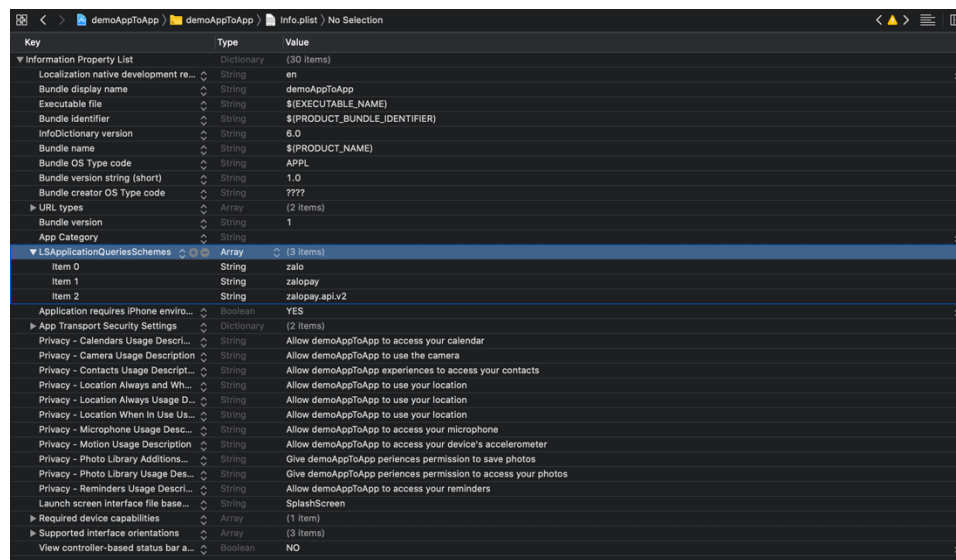 demoAppToApp 〉 demoAppToApp 〉 Info.plist 〉 No Selection
Key Type Value
Information Property List Dictionary (30 items)
Localization native development re... String en
Bundle display name String demoAppToApp
Executable file String $(EXECUTABLE_NAME)
Bundle identifier String $(PRODUCT_BUNDLE_IDENTIFIER)
InfoDictionary version String 6.0
Bundle name String $(PRODUCT_NAME)
Bundle OS Type code String APPL
Bundle version string (short) String 1.0
Bundle creator OS Type code String ????
URL types Array (2 items)
Bundle version String 1
App Category String
LSApplicationQueriesSchemes Array (3 items)
Item 0 String zalo
Item 1 String zalopay
Item 2 String zalopay.api.v2
Application requires iPhone enviro... Boolean YES
App Transport Security Settings Dictionary (2 items)
Privacy - Calendars Usage Descri... String Allow demoAppToApp to access your calendar
Privacy - Camera Usage Description String Allow demoAppToApp to use the camera
Privacy - Contacts Usage Descript... String Allow demoAppToApp experiences to access your contacts
Privacy - Location Always and Wh... String Allow demoAppToApp to use your location
Privacy - Location Always Usage D... String Allow demoAppToApp to use your location
Privacy - Location When In Use Us... String Allow demoAppToApp to use your location
Privacy - Microphone Usage Desc... String Allow demoAppToApp to access your microphone
Privacy - Motion Usage Description String Allow demoAppToApp to access your device's accelerometer
Privacy - Photo Library Additions... String Give demoAppToApp periences permission to save photos
Privacy - Photo Library Usage Des... String Give demoAppToApp periences permission to access your photos
Privacy - Reminders Usage Descri... String Allow demoAppToApp to access your reminders
Launch screen interface file base... String SplashScreen
Required device capabilities Array (1 item)
Supported interface orientations Array (3 items)
View controller-based status bar a... Boolean NO